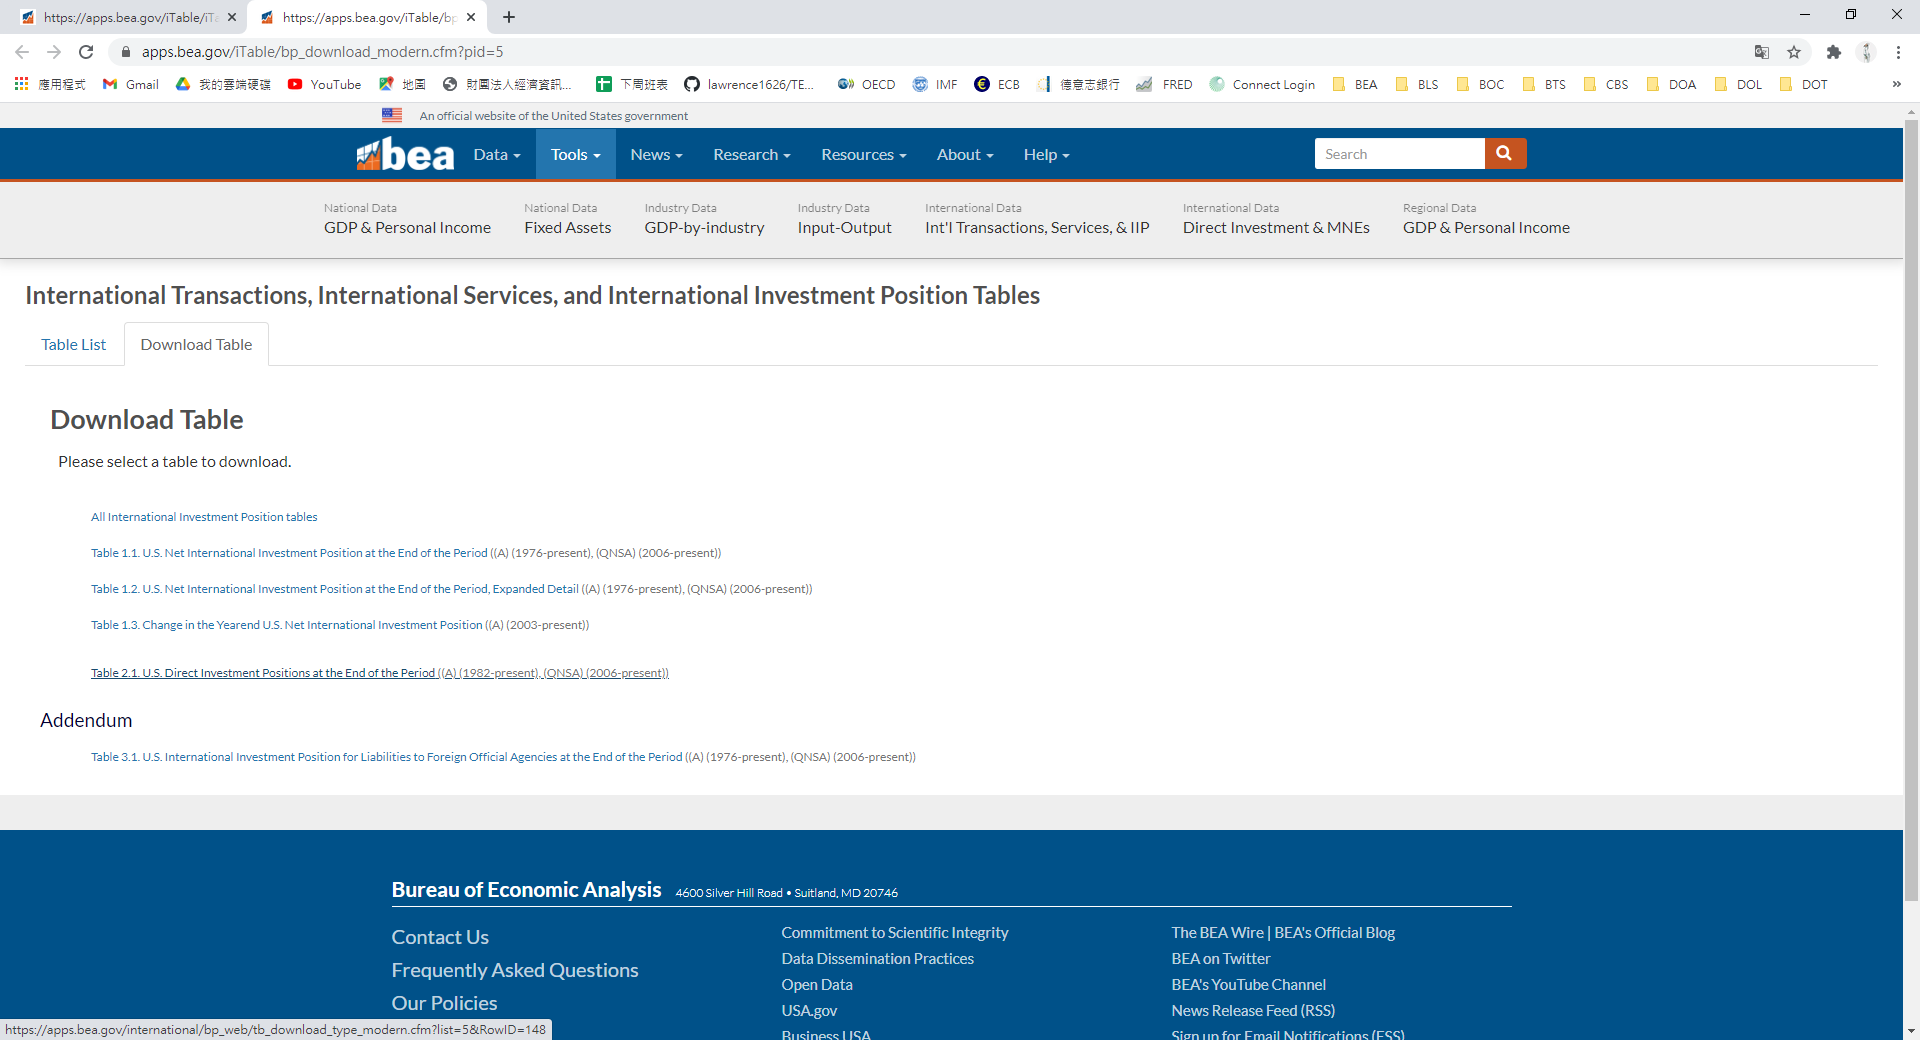 https://apps.bea.gov/iTable/iTa
https://apps.bea.gov/iTable/bp_
apps.bea.gov/iTable/bp_download_modern.cfm?pid=5
應用程式 Gmail 我的雲端硬碟 YouTube 地圖 財團法人經濟資訊... 下周班表 lawrence1626/TE... OECD IMF ECB 德意志銀行 FRED Connect Login BEA BLS BOC BTS CBS DOA DOL DOT »
An official website of the United States government
bea Data Tools News Research Resources About Help Search
National Data National Data Industry Data Industry Data International Data International Data Regional Data
GDP & Personal Income Fixed Assets GDP-by-industry Input-Output Int'l Transactions, Services, & IIP Direct Investment & MNEs GDP & Personal Income
International Transactions, International Services, and International Investment Position Tables
Table List Download Table
Download Table
Please select a table to download.
All International Investment Position tables
Table 1.1. U.S. Net International Investment Position at the End of the Period ((A) (1976-present), (QNSA) (2006-present))
Table 1.2. U.S. Net International Investment Position at the End of the Period, Expanded Detail ((A) (1976-present), (QNSA) (2006-present))
Table 1.3. Change in the Yearend U.S. Net International Investment Position ((A) (2003-present))
Table 2.1. U.S. Direct Investment Positions at the End of the Period ((A) (1982-present), (QNSA) (2006-present))
Addendum
Table 3.1. U.S. International Investment Position for Liabilities to Foreign Official Agencies at the End of the Period ((A) (1976-present), (QNSA) (2006-present))
Bureau of Economic Analysis 4600 Silver Hill Road • Suitland, MD 20746
Contact Us
Frequently Asked Questions
Our Policies
Commitment to Scientific Integrity
Data Dissemination Practices
Open Data
USA.gov
Business USA
The BEA Wire | BEA's Official Blog
BEA on Twitter
BEA's YouTube Channel
News Release Feed (RSS)
Sign up for Email Notifications (ESS)
https://apps.bea.gov/international/bp_web/tb_download_type_modern.cfm?list=5&RowID=148